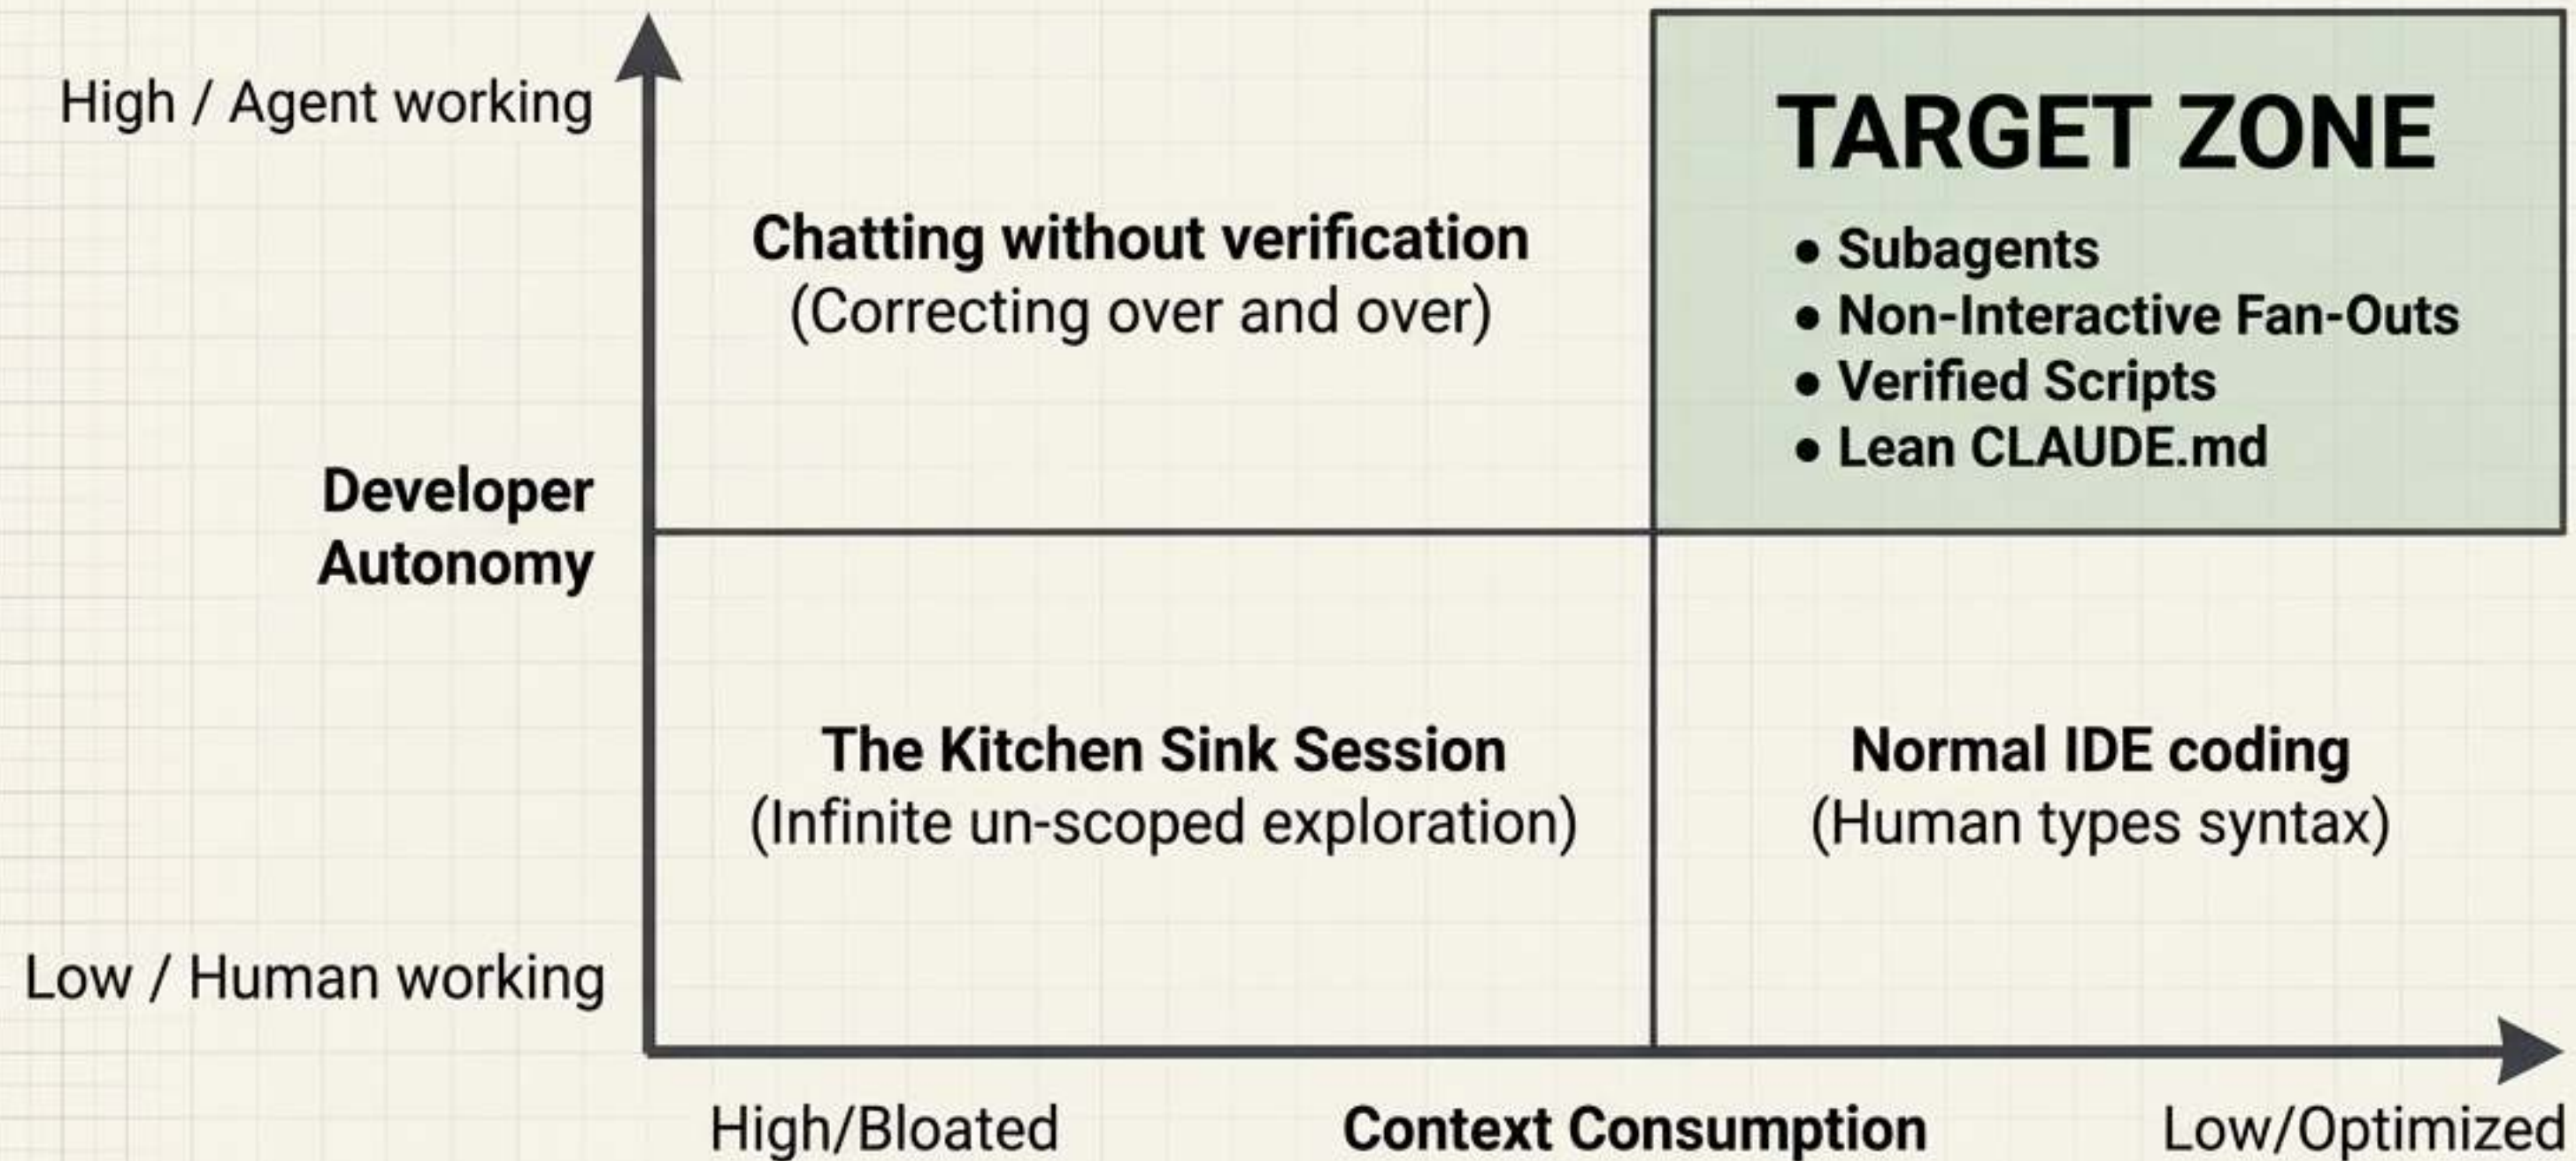 High / Agent working
Developer
Autonomy
Low / Human working
Chatting without verification
(Correcting over and over)
TARGET ZONE
• Subagents
• Non-Interactive Fan-Outs
• Verified Scripts
• Lean CLAUDE.md
The Kitchen Sink Session
(Infinite un-scoped exploration)
Normal IDE coding
(Human types syntax)
High/Bloated
Context Consumption
Low/Optimized